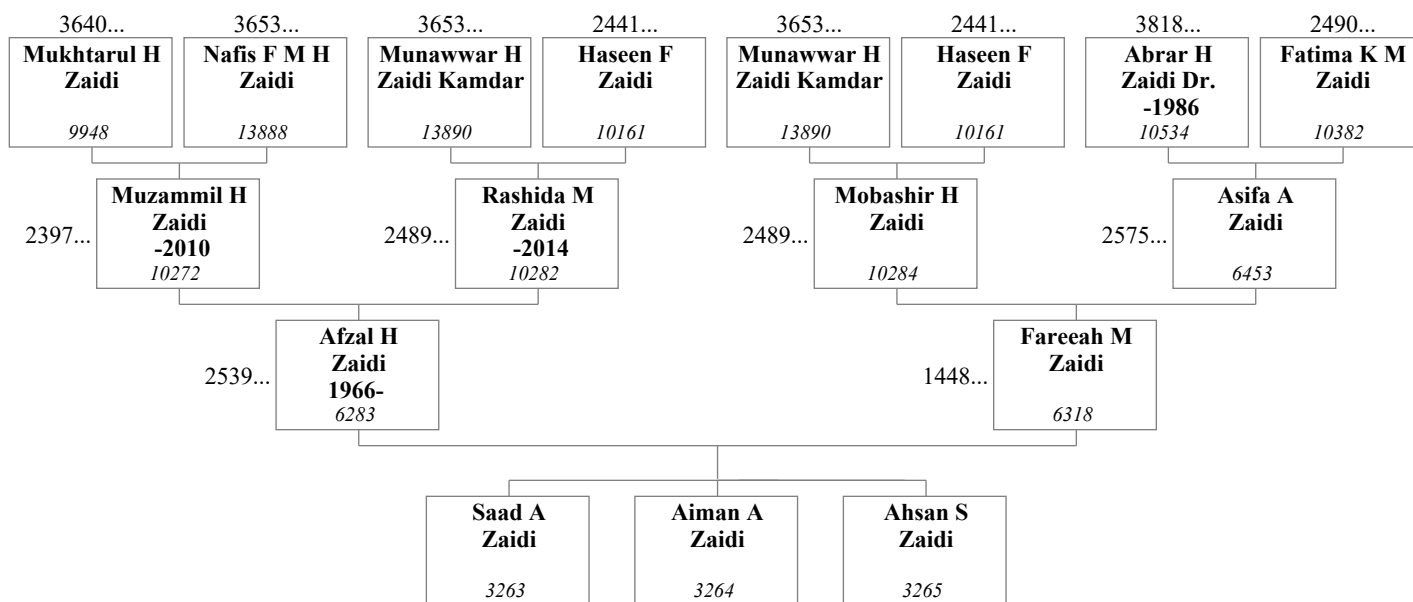 3640... 3653... 3653... 2441... 3653... 2441... 3818... 2490...
Mukhtarul H Nafis F M H Munawwar H Haseen F Munawwar H Haseen F Abrar H Fatima K M
Zaidi Zaidi Zaidi Kamdar Zaidi Zaidi Kamdar Zaidi Zaidi Dr. Zaidi
-1986
9948 13888 13890 10161 13890 10161 10534 10382
Muzammil H Rashida M Mobashir H Asifa A
Zaidi Zaidi Zaidi Zaidi
2397... 2489... 2489... 2575...
-2010 -2014
10272 10282 10284 6453
Afzal H Fareeah M
Zaidi Zaidi
2539... 1448...
1966-
6283 6318
Saad A Aiman A Ahsan S
Zaidi Zaidi Zaidi
3263 3264 3265